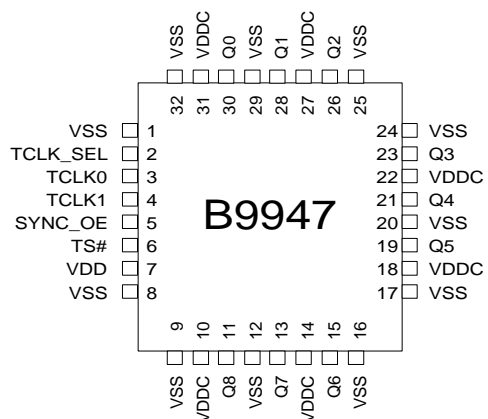 VSS VDDC Q0 VSS Q1 VDDC Q2 VSS
32 31 30 29 28 27 26 25
VSS 1 24 VSS
TCLK_SEL 2 23 Q3
TCLK0 3 22 VDDC
TCLK1 4 21 Q4
SYNC_OE 5 20 VSS
TS# 6 19 Q5
VDD 7 18 VDDC
VSS 8 17 VSS
B9947
9 10 11 12 13 14 15 16
VSS VDDC Q8 VSS Q7 VDDC Q6 VSS